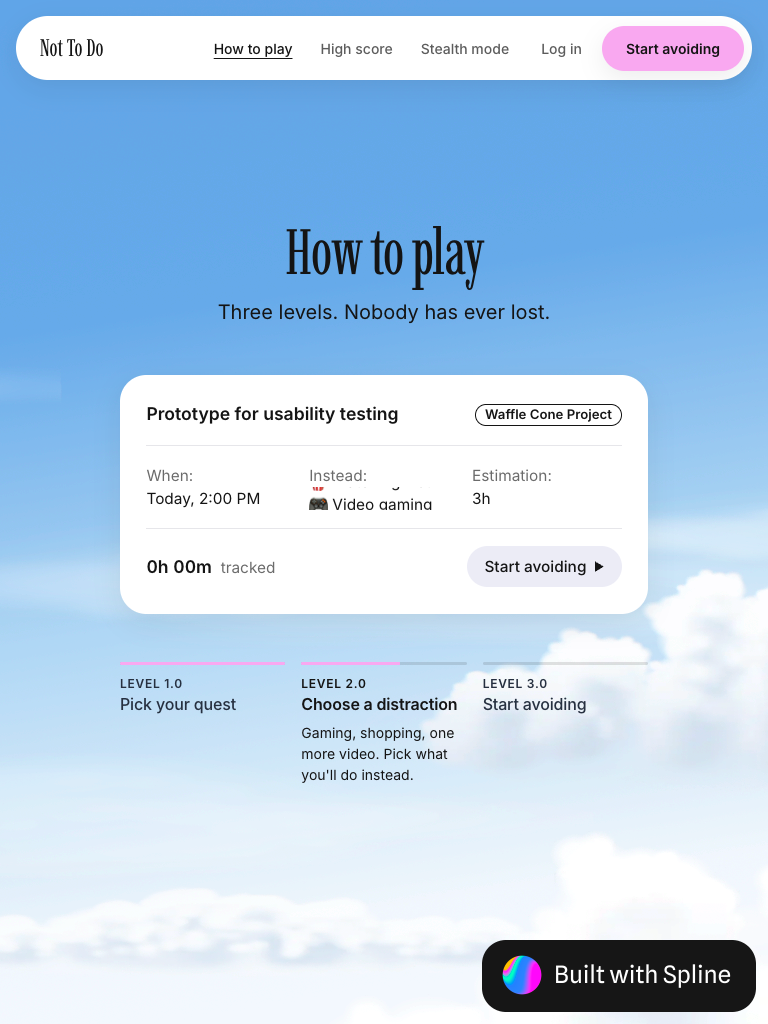 Not To Do
How to play
High score
Stealth mode
Log in
Start avoiding
How to play
Three levels. Nobody has ever lost.
Prototype for usability testing
Waffle Cone Project
When:
Instead:
Estimation:
Today, 2:00 PM
🎮 Video gaming
3h
0h 00m tracked
Start avoiding ▶
LEVEL 1.0
Pick your quest
LEVEL 2.0
Choose a distraction
Gaming, shopping, one
more video. Pick what
you'll do instead.
LEVEL 3.0
Start avoiding
Built with Spline